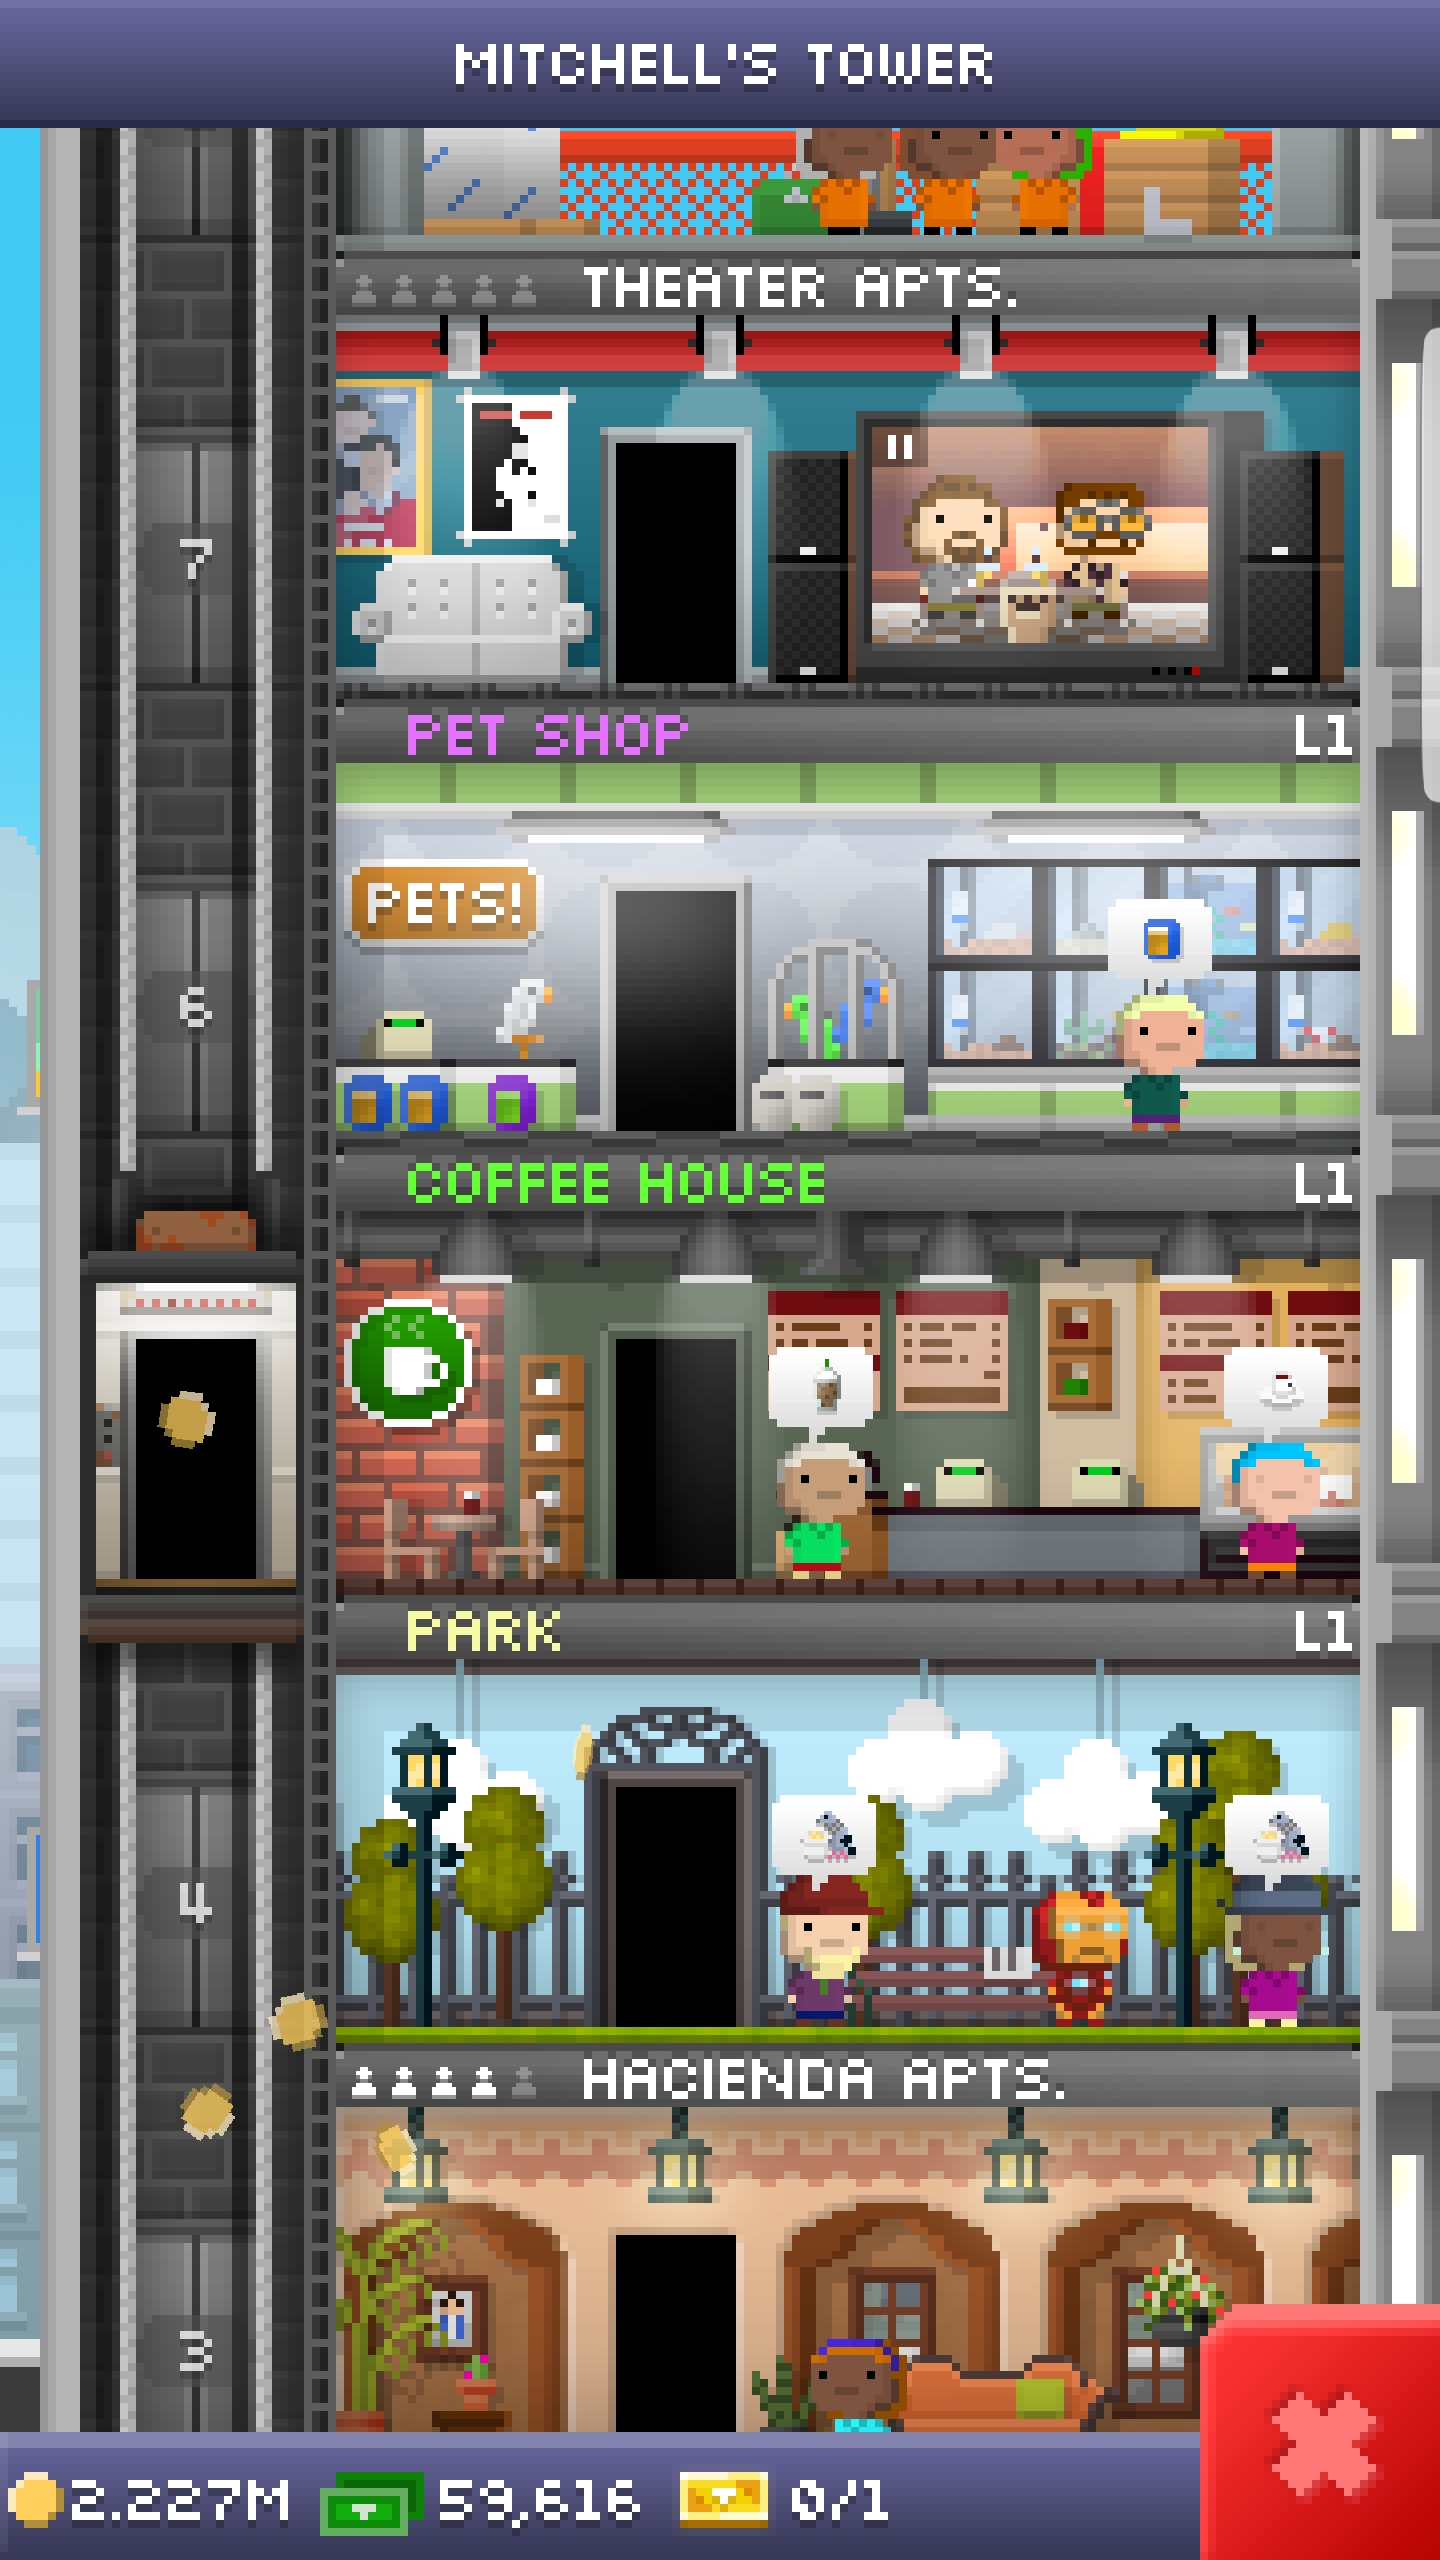 MITCHELL'S TOWER
THEATER APTS.
7
PET SHOP L1
PETS!
6
COFFEE HOUSE L1
PARK L1
4
HACIENDA APTS.
3
2.227M 59,616 0/1